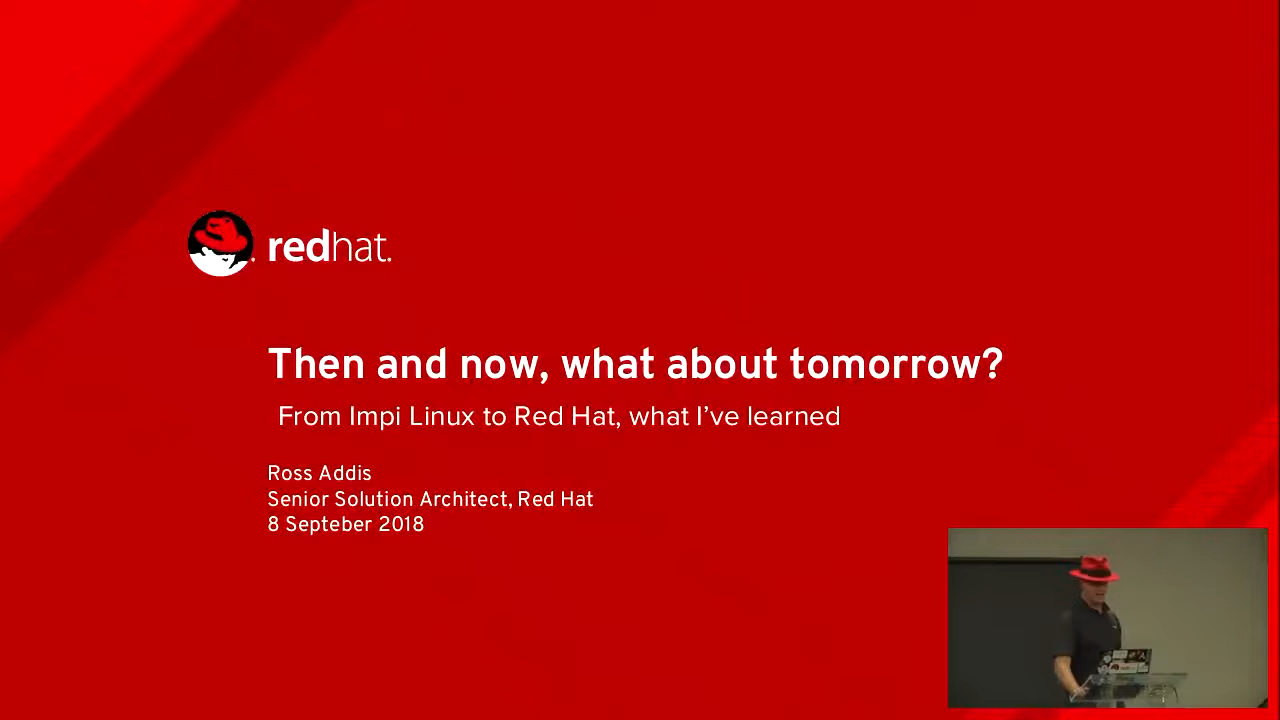 redhat.
Then and now, what about tomorrow?
From Impi Linux to Red Hat, what I’ve learned
Ross Addis
Senior Solution Architect, Red Hat
8 Septeber 2018